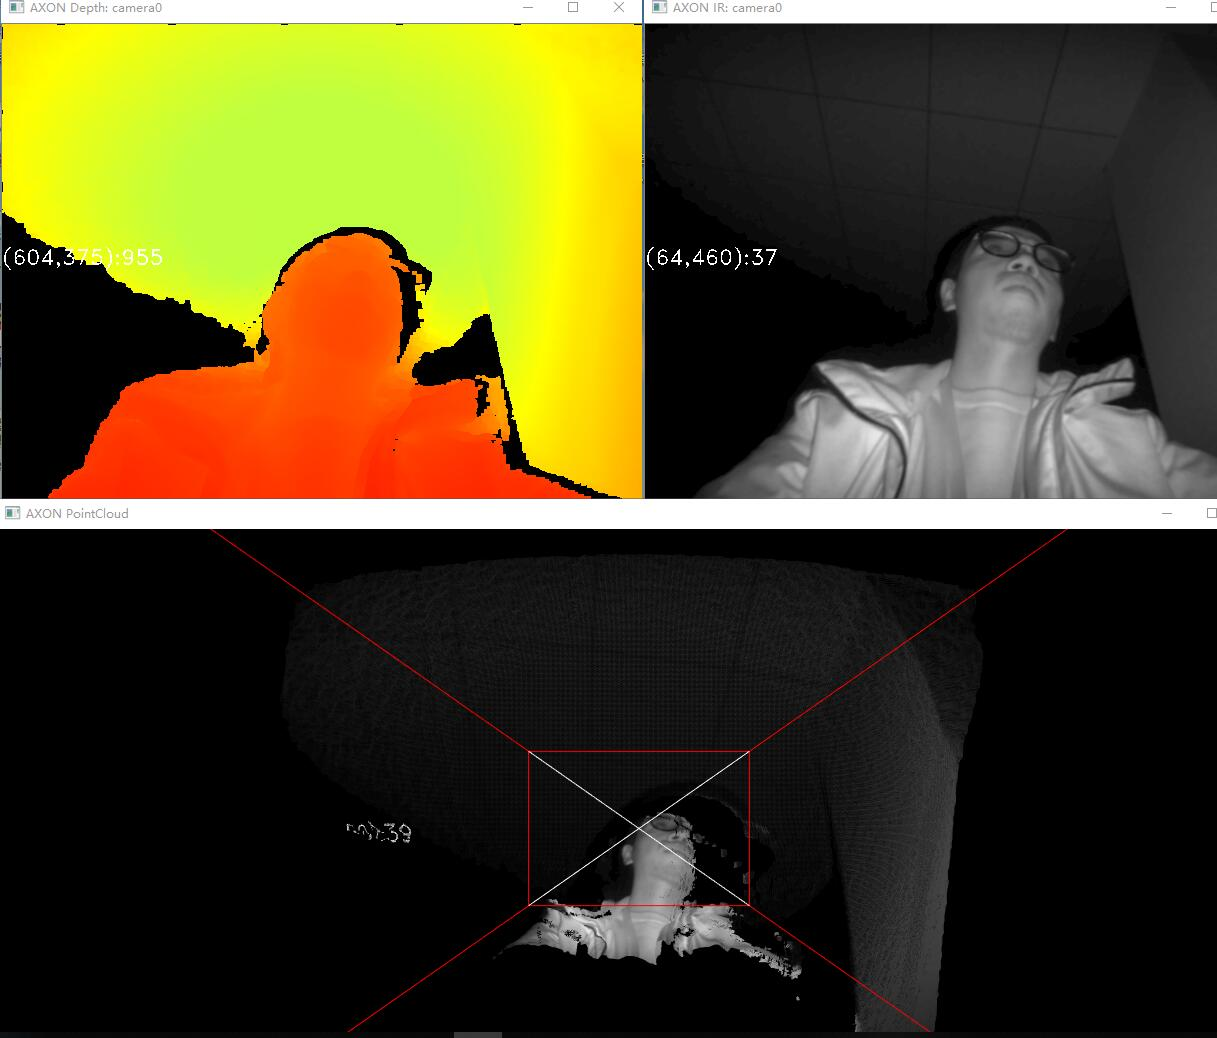 AXON Depth: camera0
AXON IR: camera0
(604,375):955
(64,460):37
AXON PointCloud